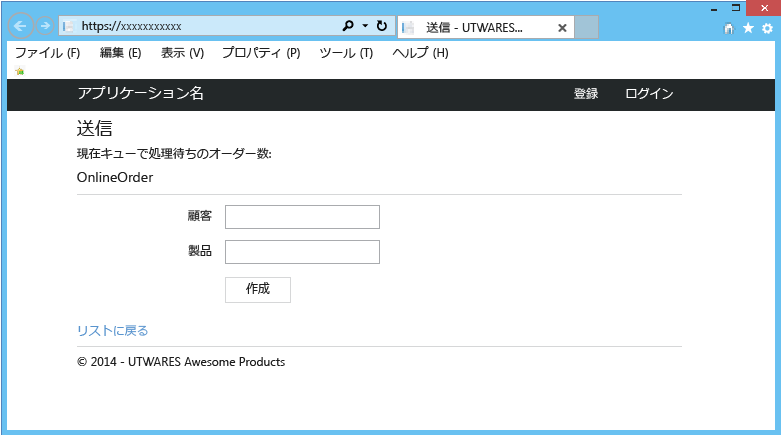 https://xxxxxxxxxxx
送信 - UTWARES...
ファイル (F) 編集 (E) 表示 (V) プロパティ (P) ツール (T) ヘルプ (H)
アプリケーション名 登録 ログイン
送信
現在キューで処理待ちのオーダー数:
OnlineOrder
顧客
製品
作成
リストに戻る
© 2014 - UTWARES Awesome Products